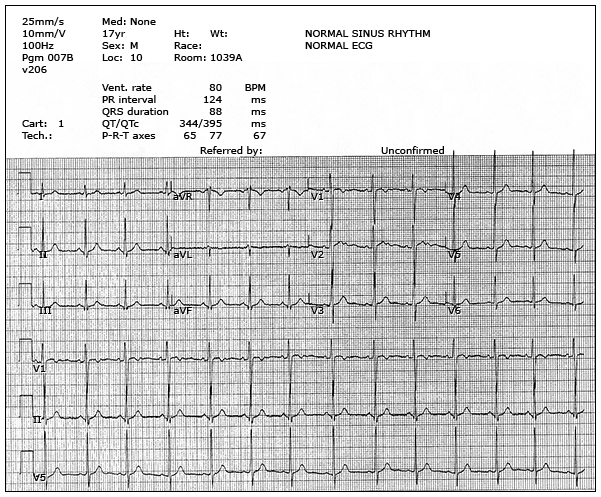 25mm/s Med: None
10mm/V 17yr Ht: Wt: NORMAL SINUS RHYTHM
100Hz Sex: M Race: NORMAL ECG
Pgm 007B Loc: 10 Room: 1039A
v206
Vent. rate 80 BPM
PR interval 124 ms
QRS duration 88 ms
Cart: 1 QT/QTc 344/395 ms
Tech.: P-R-T axes 65 77 67
Referred by: Unconfirmed
I aVR V1 V4
II aVL V2 V5
III aVF V3 V6
V1
II
V5